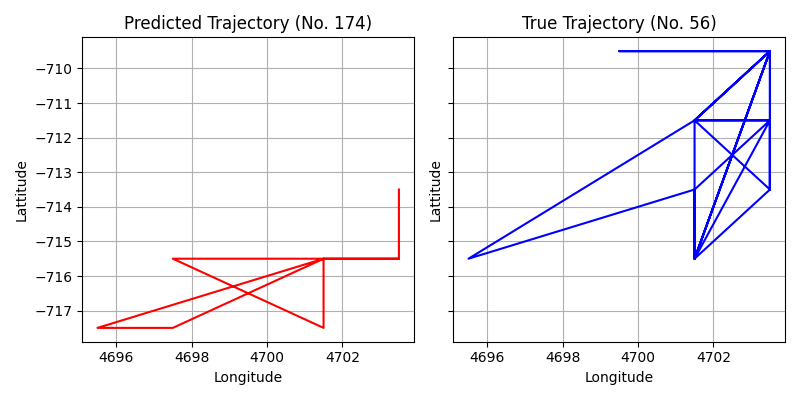 Predicted Trajectory (No. 174)
−710
−711
−712
−713
−714
−715
−716
−717
Lattitude
4696 4698 4700 4702
Longitude
True Trajectory (No. 56)
Lattitude
4696 4698 4700 4702
Longitude